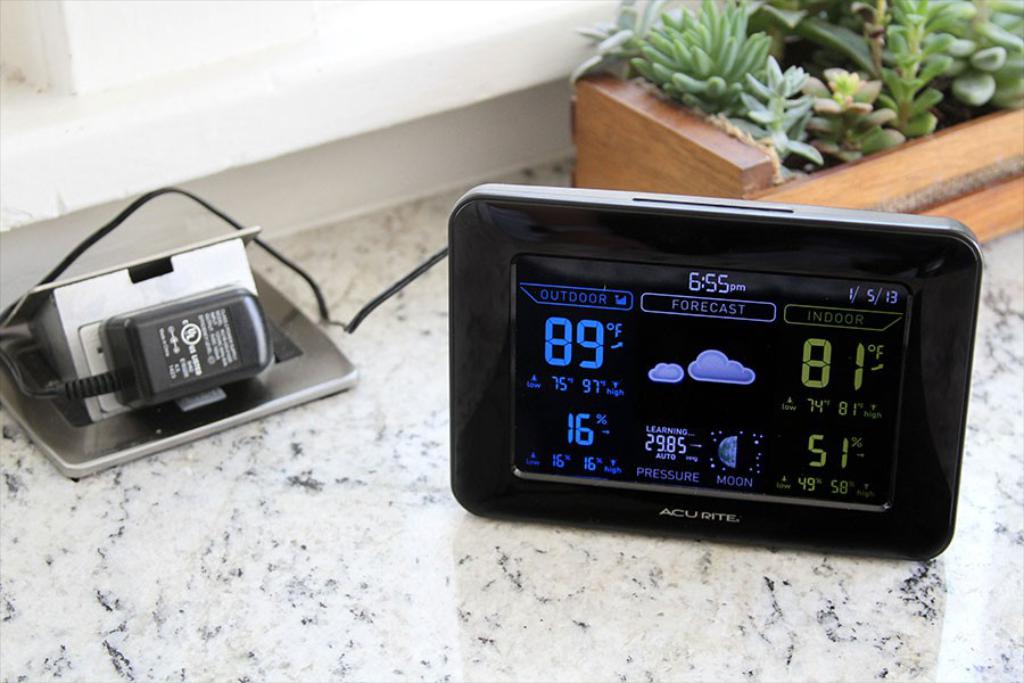 6:55pm
1/ 5/13
OUTDOOR
FORECAST
INDOOR
89°F
81°F
low 75° 97° high
low 74° 81° high
16%
51%
LEARNING...
29.85
AUTO
low 16% 16% high
low 49% 58% high
PRESSURE MOON
ACURITE